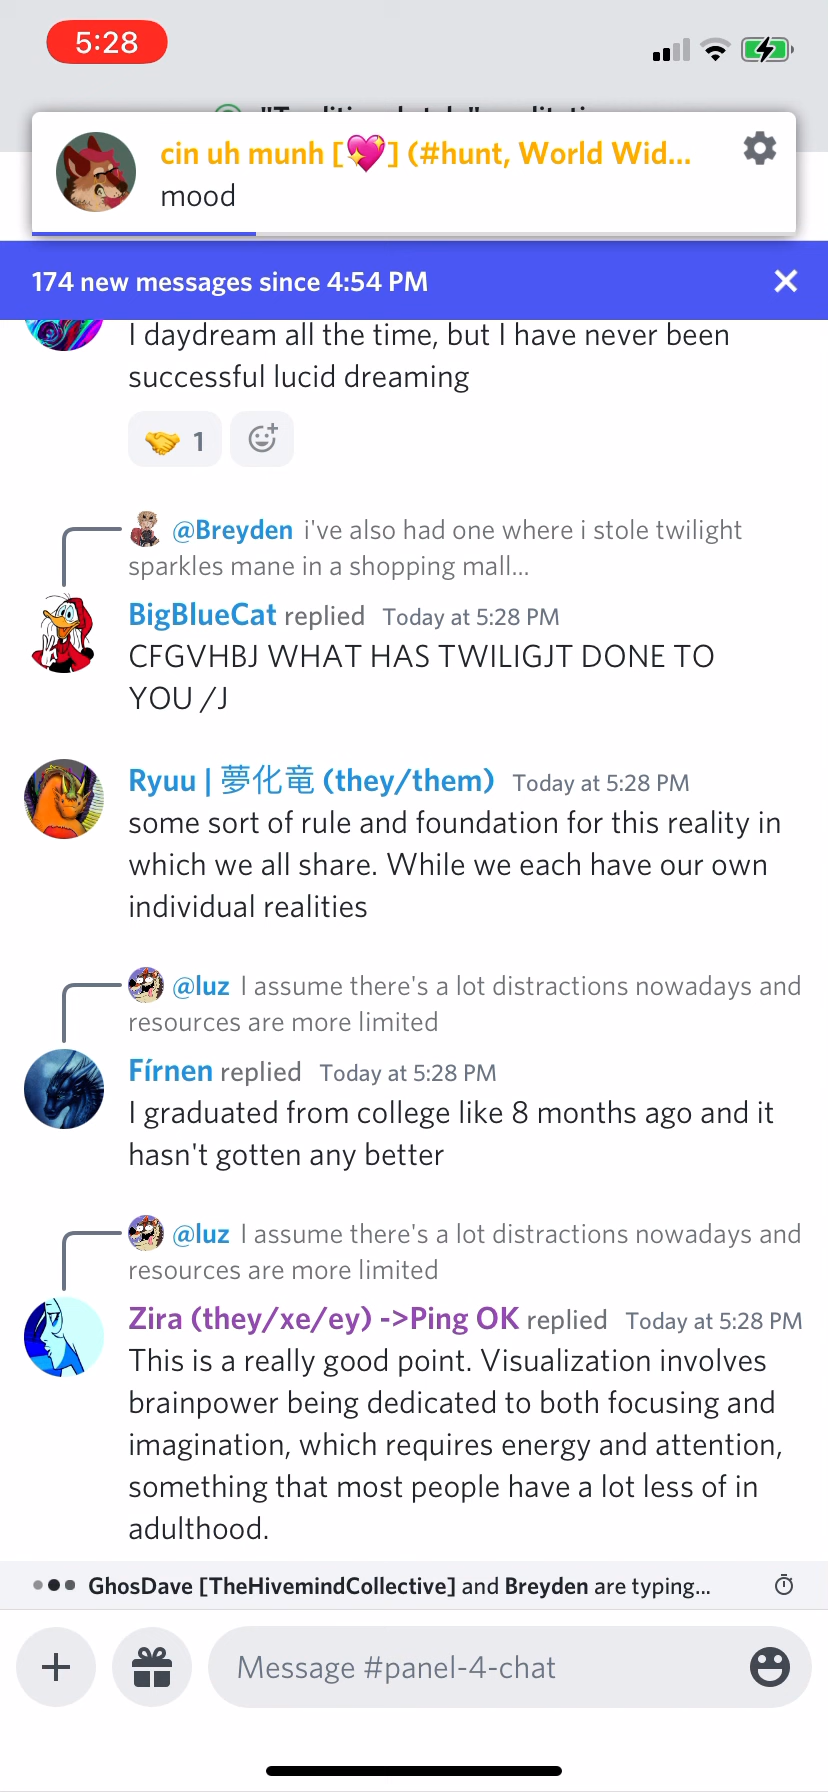 5:28
cin uh munh [💖] (#hunt, World Wid...
mood
174 new messages since 4:54 PM
I daydream all the time, but I have never been
successful lucid dreaming
1
@Breyden i've also had one where i stole twilight
sparkles mane in a shopping mall...
BigBlueCat replied Today at 5:28 PM
CFGVHBJ WHAT HAS TWILIGJT DONE TO
YOU /J
Ryuu | 夢化竜 (they/them) Today at 5:28 PM
some sort of rule and foundation for this reality in
which we all share. While we each have our own
individual realities
@luz I assume there's a lot distractions nowadays and
resources are more limited
Fírnen replied Today at 5:28 PM
I graduated from college like 8 months ago and it
hasn't gotten any better
@luz I assume there's a lot distractions nowadays and
resources are more limited
Zira (they/xe/ey) ->Ping OK replied Today at 5:28 PM
This is a really good point. Visualization involves
brainpower being dedicated to both focusing and
imagination, which requires energy and attention,
something that most people have a lot less of in
adulthood.
GhosDave [TheHivemindCollective] and Breyden are typing...
Message #panel-4-chat